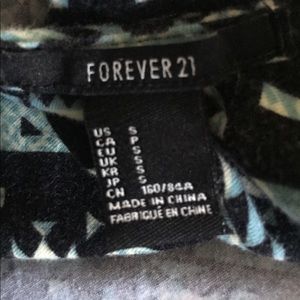 FOREVER 21
US S
CA P
EU S
UK S
KR S
JP S
CN 160/84A
MADE IN CHINA
FABRIQUÉ EN CHINE